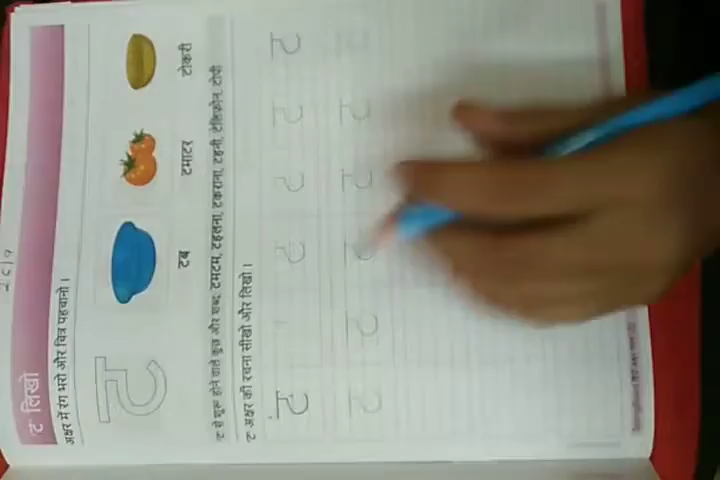 'ट' लिखो
अक्षर में रंग भरो और चित्र पहचानो।
ट
टब टमाटर टोकरी
'ट' से शुरू होने वाले कुछ और शब्द: टमटम, टहलना, टकराना, टहनी, टेलिफ़ोन, टोपी
'ट' अक्षर की रचना सीखो और लिखो।
ट ट ट ट ट
ट ट ट ट ट